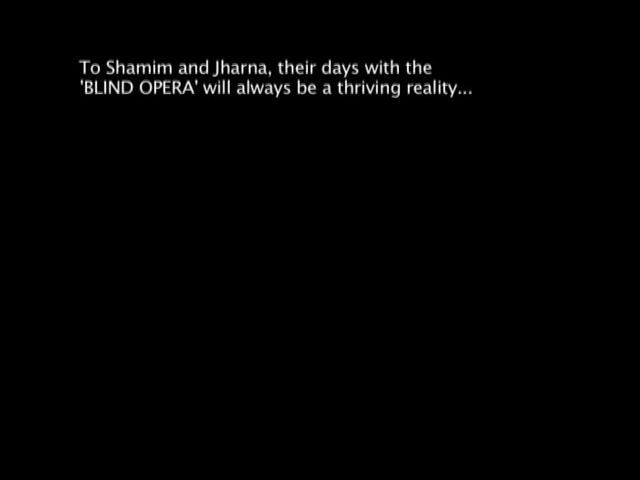 To Shamim and Jharna, their days with the
'BLIND OPERA' will always be a thriving reality...